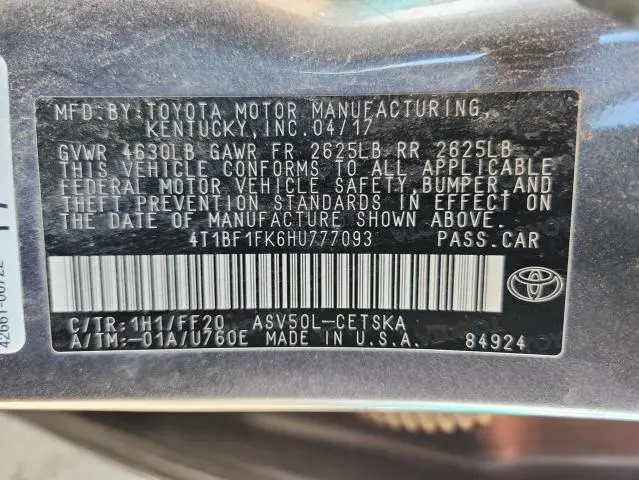 MFD.BY:TOYOTA MOTOR MANUFACTURING,
KENTUCKY,INC.04/17
GVWR 4630LB GAWR FR 2625LB RR 2625LB
THIS VEHICLE CONFORMS TO ALL APPLICABLE
FEDERAL MOTOR VEHICLE SAFETY,BUMPER,AND
THEFT PREVENTION STANDARDS IN EFFECT ON
THE DATE OF MANUFACTURE SHOWN ABOVE.
4T1BF1FK6HU777093 PASS.CAR
C/TR:1H1/FF20 ASV50L-CETSKA
A/TM:-01A/U760E MADE IN U.S.A. 84924